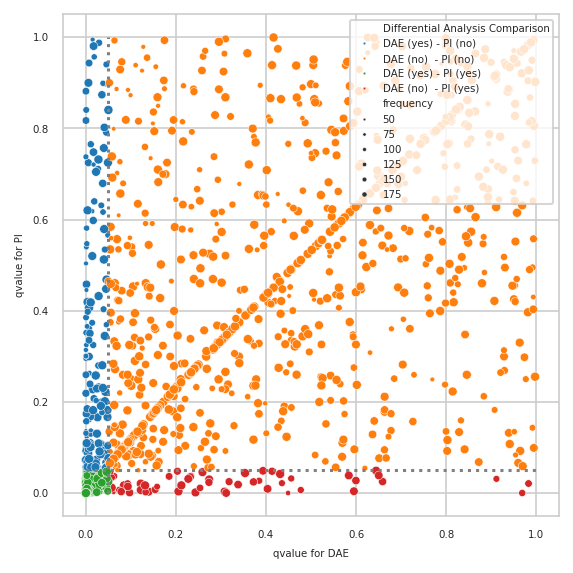 Differential Analysis Comparison
DAE (yes) - PI (no)
DAE (no)  - PI (no)
DAE (yes) - PI (yes)
DAE (no)  - PI (yes)
frequency
50
75
100
125
150
175
1.0
0.8
0.6
0.4
0.2
0.0
qvalue for PI
0.0
0.2
0.4
0.6
0.8
1.0
qvalue for DAE